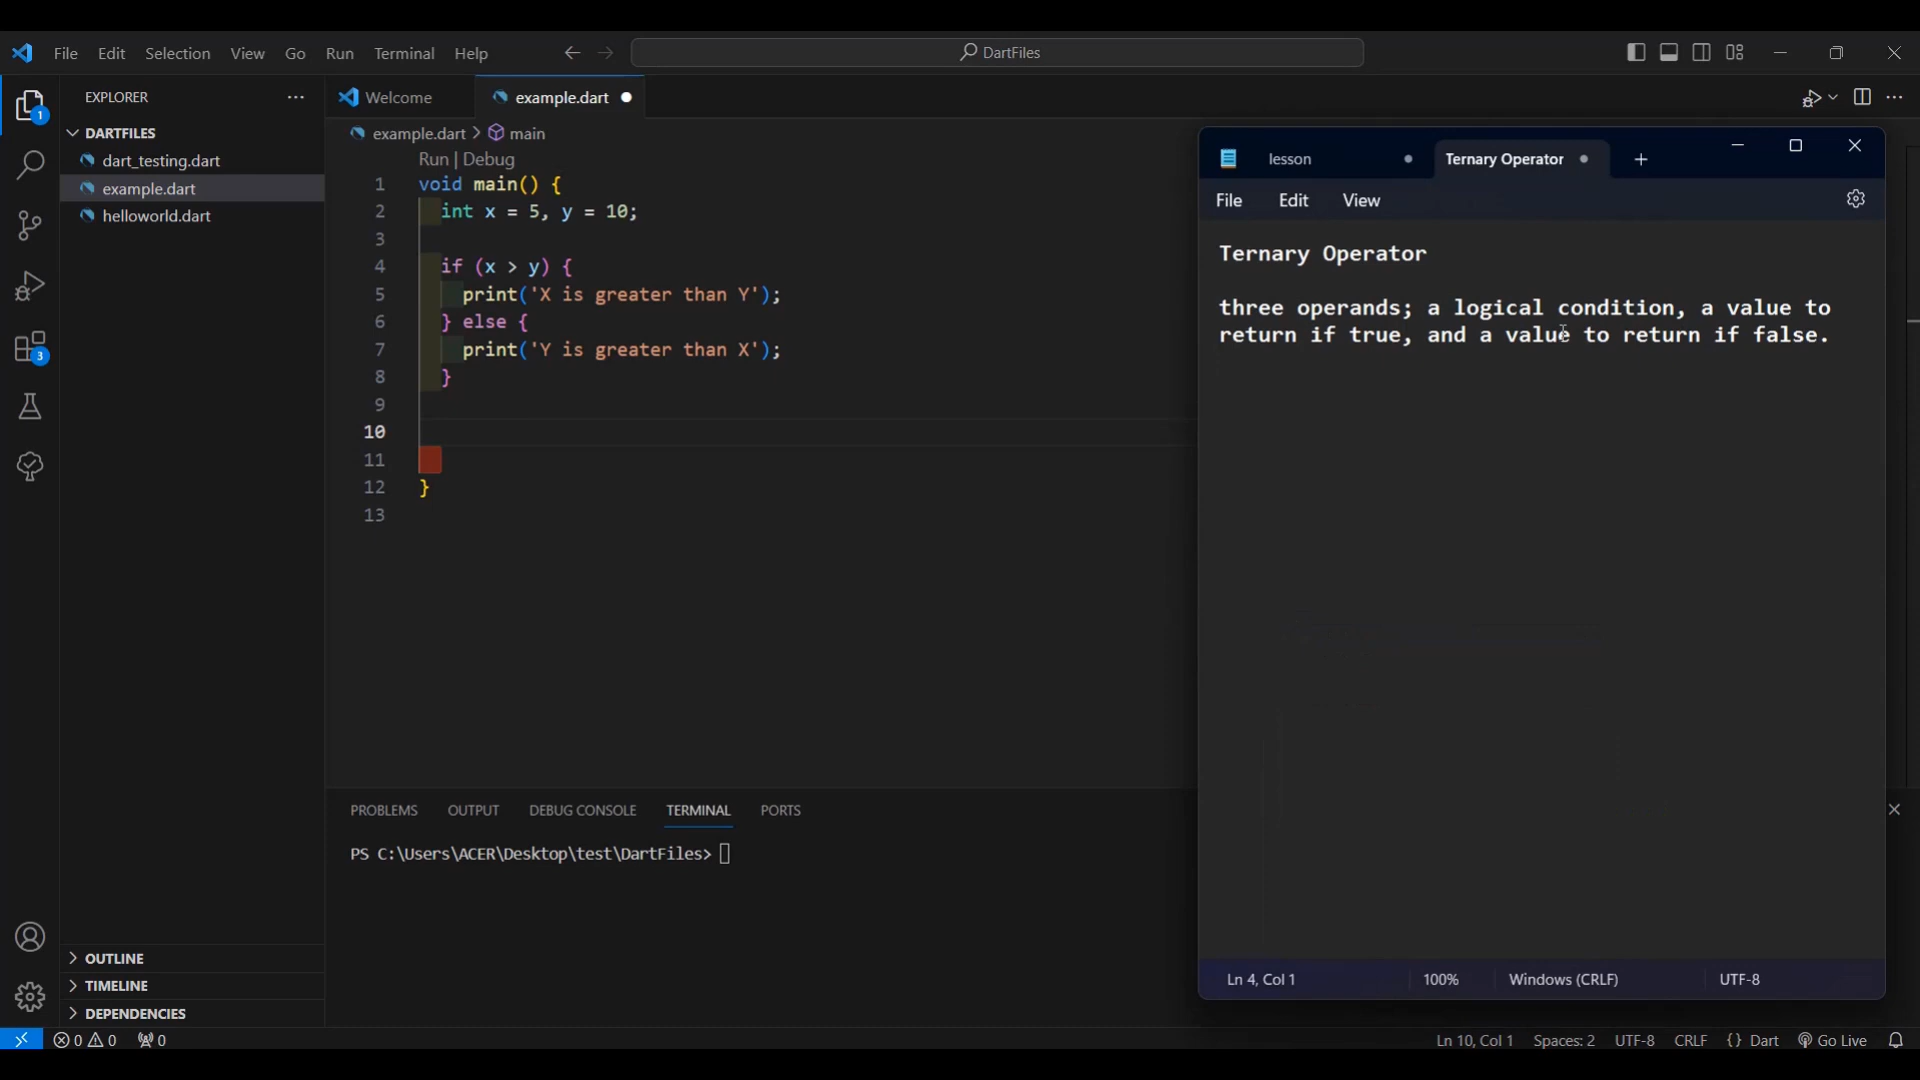 File Edit Selection View Go Run Terminal Help
DartFiles
EXPLORER
Welcome
example.dart
DARTFILES
dart_testing.dart
example.dart
helloworld.dart
example.dart > main
Run | Debug
1 void main() {
2 int x = 5, y = 10;
3
4 if (x > y) {
5 print('X is greater than Y');
6 } else {
7 print('Y is greater than X');
8 }
9
10
11
12 }
13
lesson
Ternary Operator
File Edit View
Ternary Operator
three operands; a logical condition, a value to
return if true, and a value to return if false.
Ln 4, Col 1
100%
Windows (CRLF)
UTF-8
1
3
PROBLEMS OUTPUT DEBUG CONSOLE TERMINAL PORTS
PS C:\Users\ACER\Desktop\test\DartFiles>
OUTLINE
TIMELINE
DEPENDENCIES
0 0 0
Ln 10, Col 1 Spaces: 2 UTF-8 CRLF {} Dart Go Live